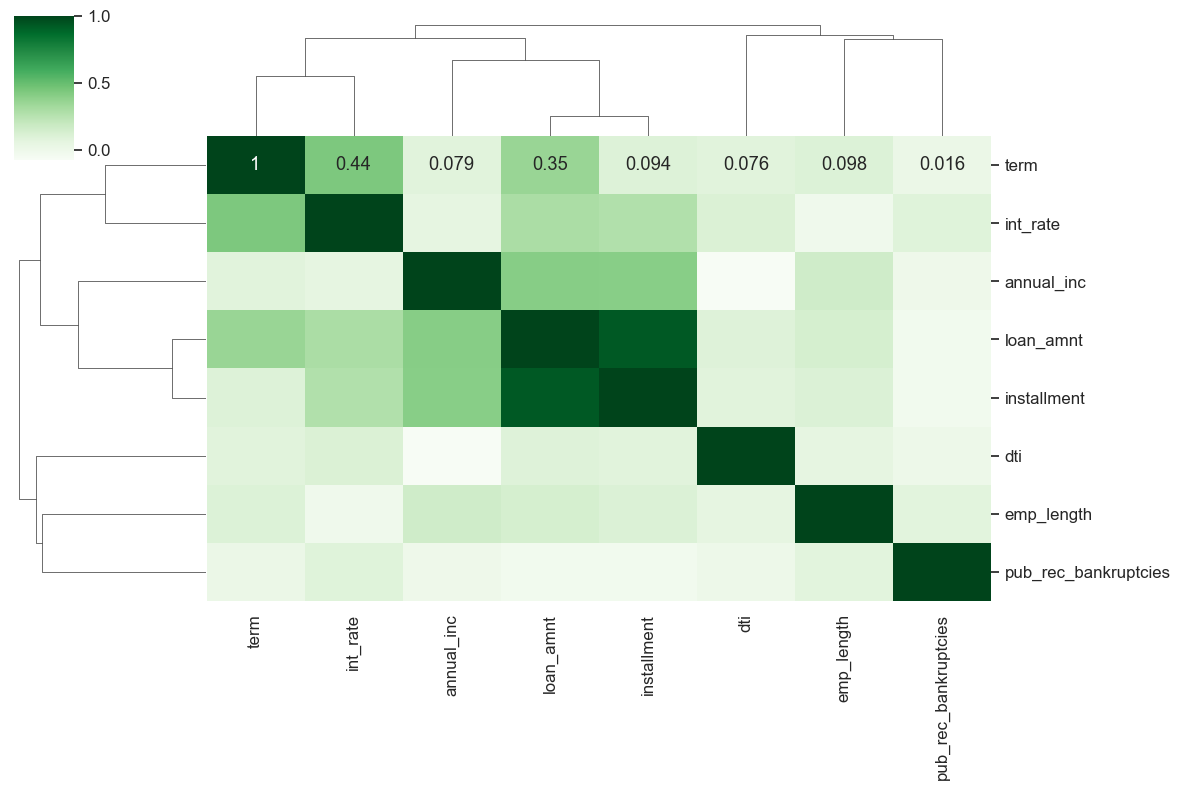 1.0
0.5
0.0
1 0.44 0.079 0.35 0.094 0.076 0.098 0.016
term
int_rate
annual_inc
loan_amnt
installment
dti
emp_length
pub_rec_bankruptcies
term
int_rate
annual_inc
loan_amnt
installment
dti
emp_length
pub_rec_bankruptcies